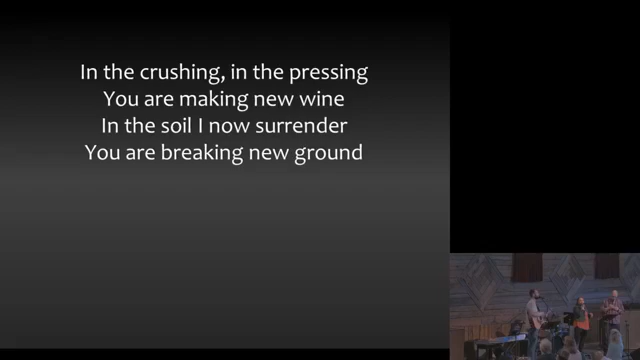 In the crushing, in the pressing
You are making new wine
In the soil I now surrender
You are breaking new ground